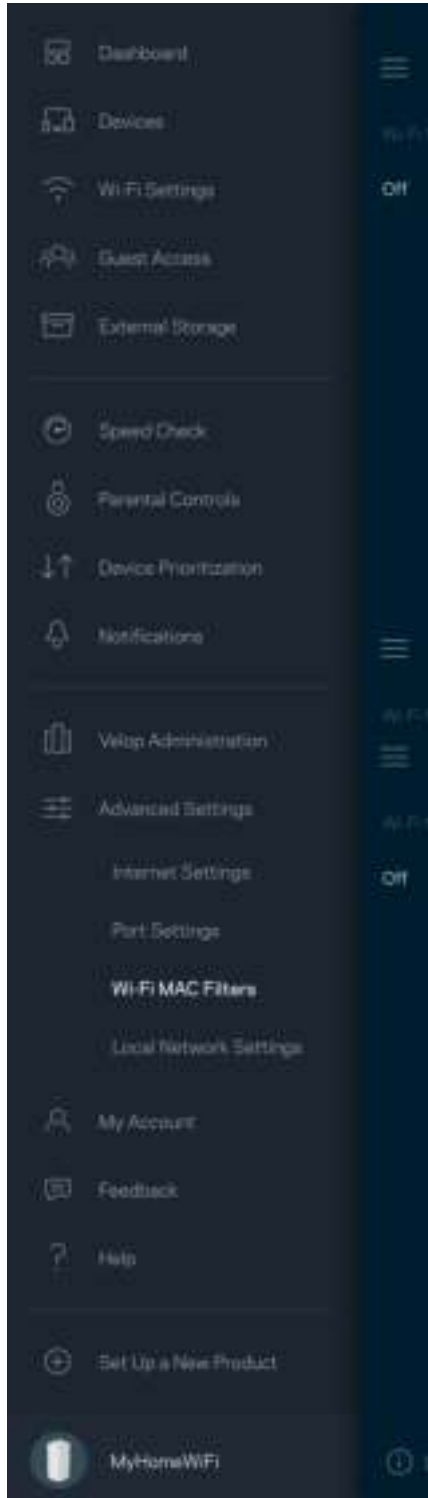 Dashboard
Devices
Wi-Fi Settings
Off
Guest Access
External Storage
Speed Check
Parental Controls
Device Prioritization
Notifications
Velop Administration
Advanced Settings
Internet Settings
Off
Port Settings
Wi-Fi MAC Filters
Local Network Settings
My Account
Feedback
Help
Set Up a New Product
MyHomeWiFi